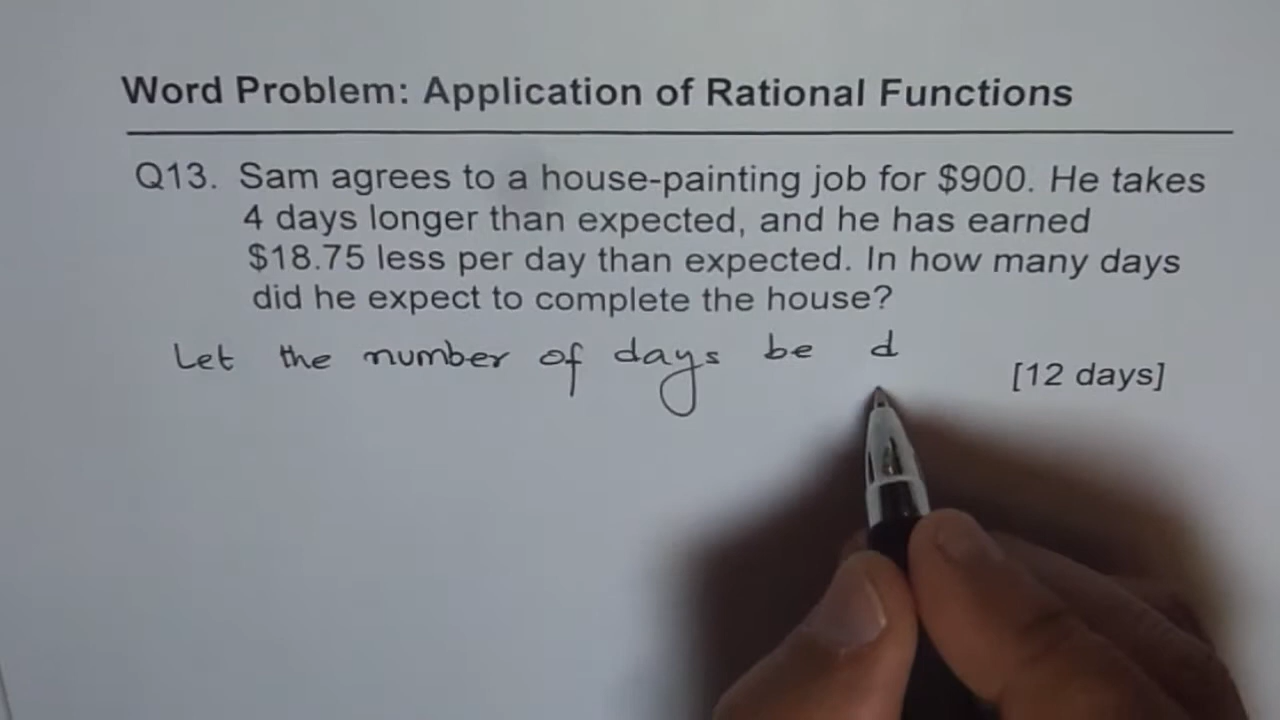 Word Problem: Application of Rational Functions
Q13. Sam agrees to a house-painting job for $900. He takes
4 days longer than expected, and he has earned
$18.75 less per day than expected. In how many days
did he expect to complete the house?
Let the number of days be d
[12 days]